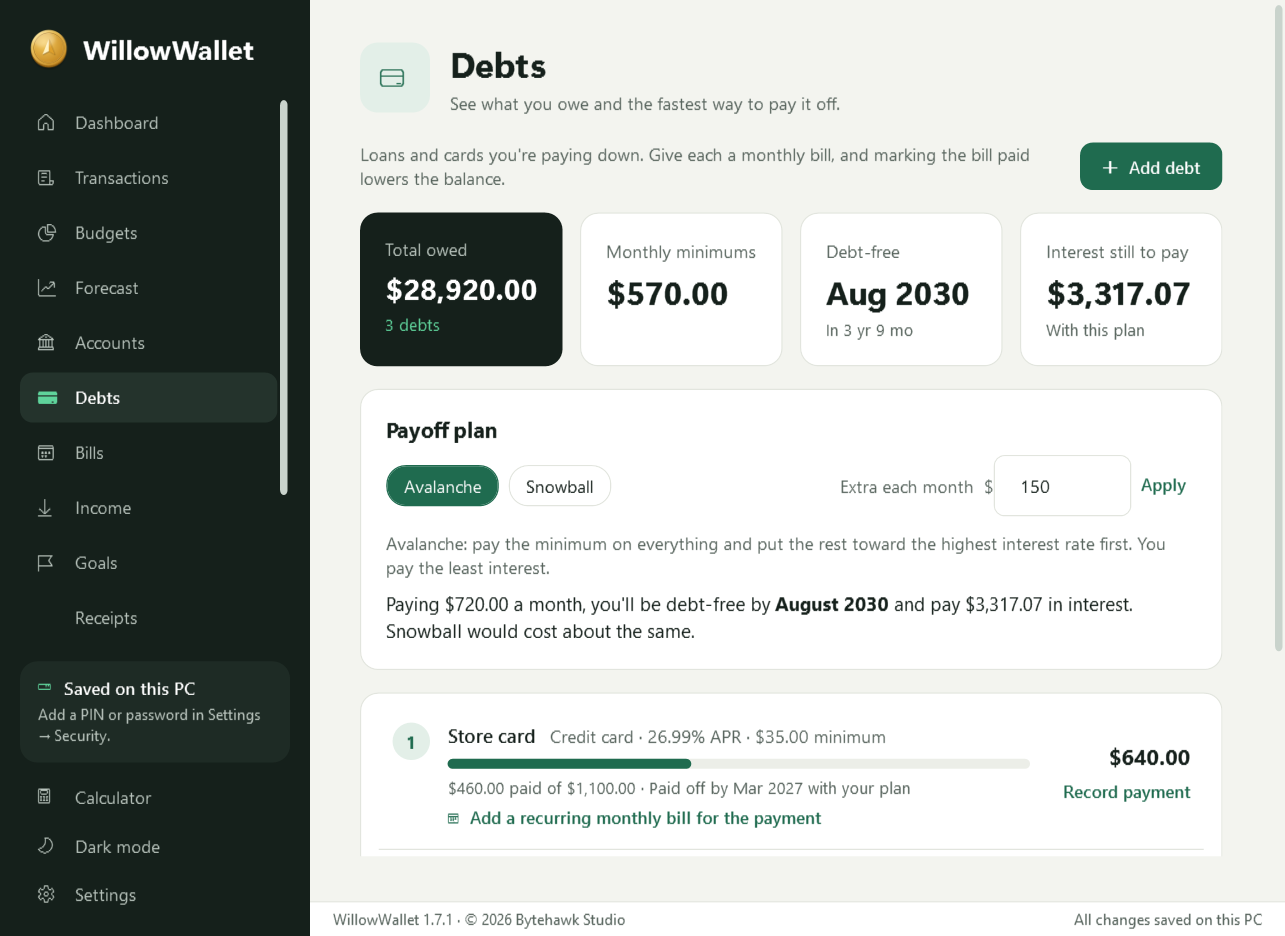 WillowWallet
Dashboard
Transactions
Budgets
Forecast
Accounts
Debts
Bills
Income
Goals
Receipts
Saved on this PC
Add a PIN or password in Settings
→ Security.
Calculator
Dark mode
Settings
Debts
See what you owe and the fastest way to pay it off.
Loans and cards you're paying down. Give each a monthly bill, and marking the bill paid
lowers the balance.
+ Add debt
Total owed
$28,920.00
3 debts
Monthly minimums
$570.00
Debt-free
Aug 2030
In 3 yr 9 mo
Interest still to pay
$3,317.07
With this plan
Payoff plan
Avalanche
Snowball
Extra each month $ 150 Apply
Avalanche: pay the minimum on everything and put the rest toward the highest interest rate first. You
pay the least interest.
Paying $720.00 a month, you'll be debt-free by August 2030 and pay $3,317.07 in interest.
Snowball would cost about the same.
1
Store card Credit card · 26.99% APR · $35.00 minimum
$460.00 paid of $1,100.00 · Paid off by Mar 2027 with your plan
Add a recurring monthly bill for the payment
$640.00
Record payment
WillowWallet 1.7.1 · © 2026 Bytehawk Studio
All changes saved on this PC